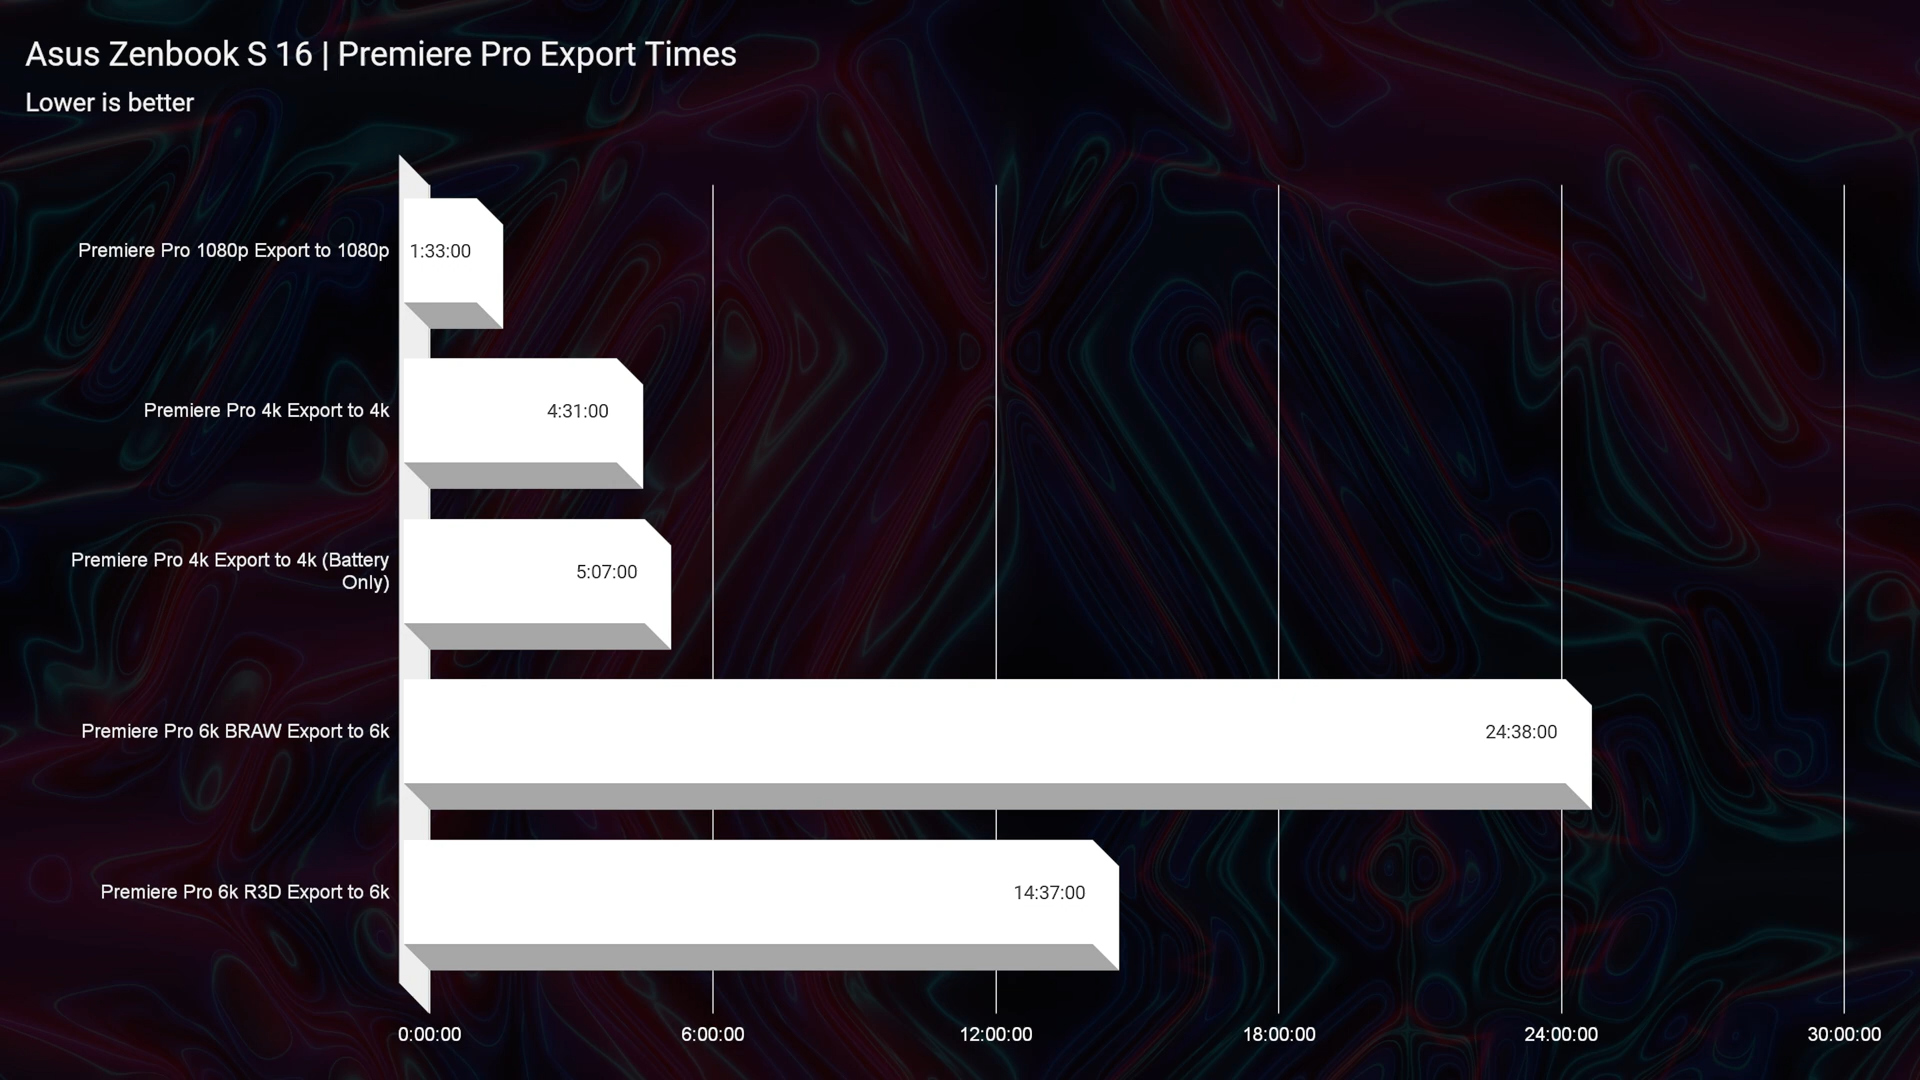 Asus Zenbook S 16 | Premiere Pro Export Times
Lower is better
Premiere Pro 1080p Export to 1080p
1:33:00
Premiere Pro 4k Export to 4k
4:31:00
Premiere Pro 4k Export to 4k (Battery
Only)
5:07:00
Premiere Pro 6k BRAW Export to 6k
24:38:00
Premiere Pro 6k R3D Export to 6k
14:37:00
0:00:00
6:00:00
12:00:00
18:00:00
24:00:00
30:00:00